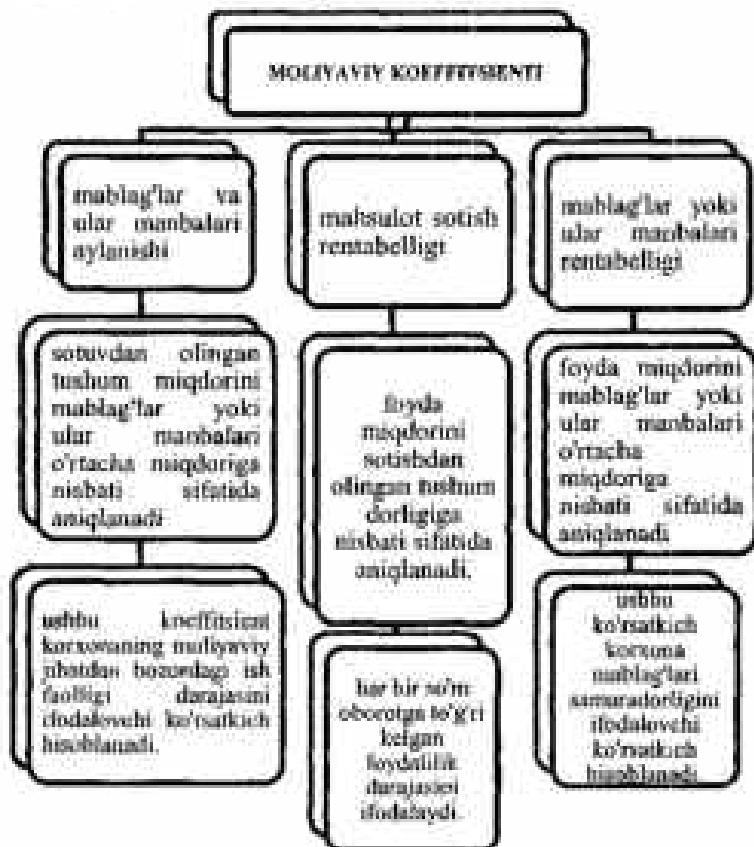 MOLIYAVIY KOEFFITSIENTI
mablag'lar va
ular manbalari
aylanishi
mahsulot sotish
rentabelligi
mablag'lar yoki
ular manbalari
rentabelligi
sotuvdan olingan
tushum miqdorini
mablag'lar yoki
ular manbalari
o'rtacha miqdoriga
nisbati sifatida
aniqlanadi
foyda
miqdorini
sotishdan
olingan tushum
dorligiga
nisbati sifatida
aniqlanadi.
foyda miqdorini
mablag'lar yoki
ular manbalari
o'rtacha
miqdoriga
nisbati sifatida
aniqlanadi
ushbu koeffitsient
korxonaning moliyaviy
jihatdan bozordagi ish
faolligi darajasini
ifodalovchi ko'rsatkich
hisoblanadi.
har bir so'm
oborotga to'g'ri
kelgan
foydalilik
darajasini
ifodalaydi.
ushbu
ko'rsatkich
korxona
mablag'lari
samaradorligini
ifodalovchi
ko'rsatkich
hisoblanadi